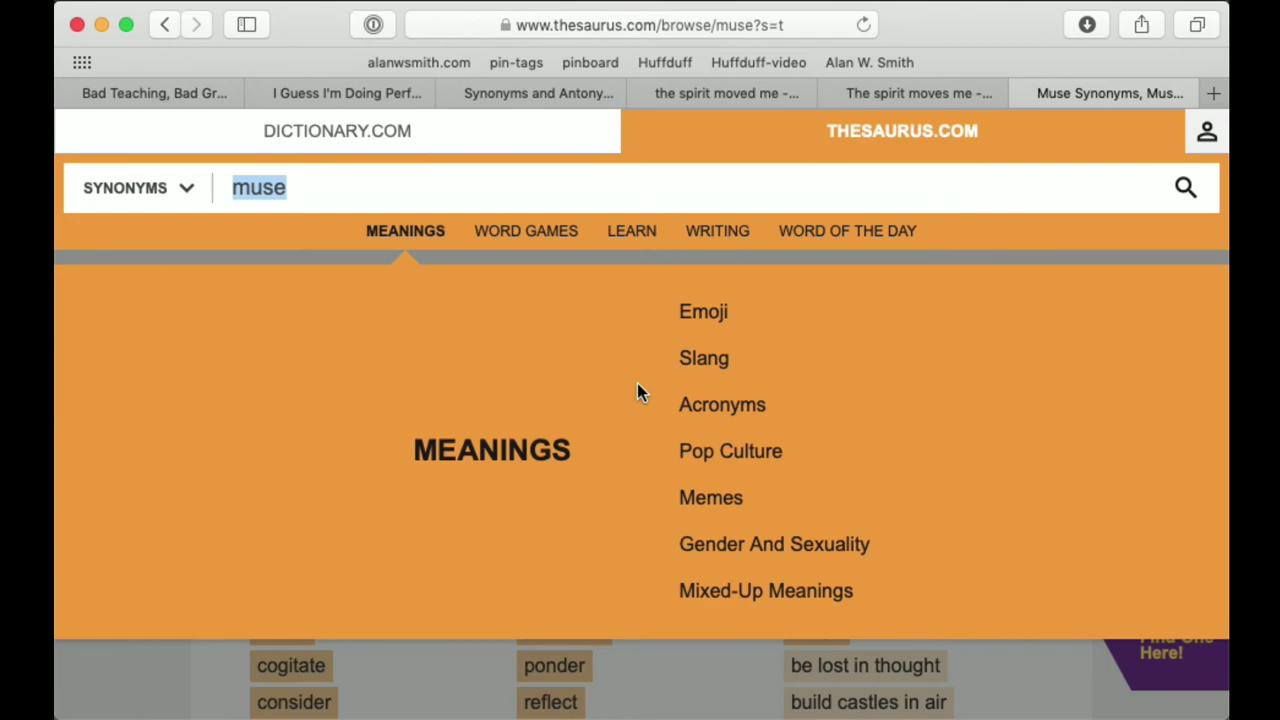 www.thesaurus.com/browse/muse?s=t
alanwsmith.com pin-tags pinboard Huffduff Huffduff-video Alan W. Smith
Bad Teaching, Bad Gr... I Guess I'm Doing Perf... Synonyms and Antony... the spirit moved me -... The spirit moves me -... Muse Synonyms, Mus...
DICTIONARY.COM THESAURUS.COM
SYNONYMS muse
MEANINGS WORD GAMES LEARN WRITING WORD OF THE DAY
Emoji
Slang
Acronyms
MEANINGS
Pop Culture
Memes
Gender And Sexuality
Mixed-Up Meanings
Find One
Here!
cogitate ponder be lost in thought
consider reflect build castles in air